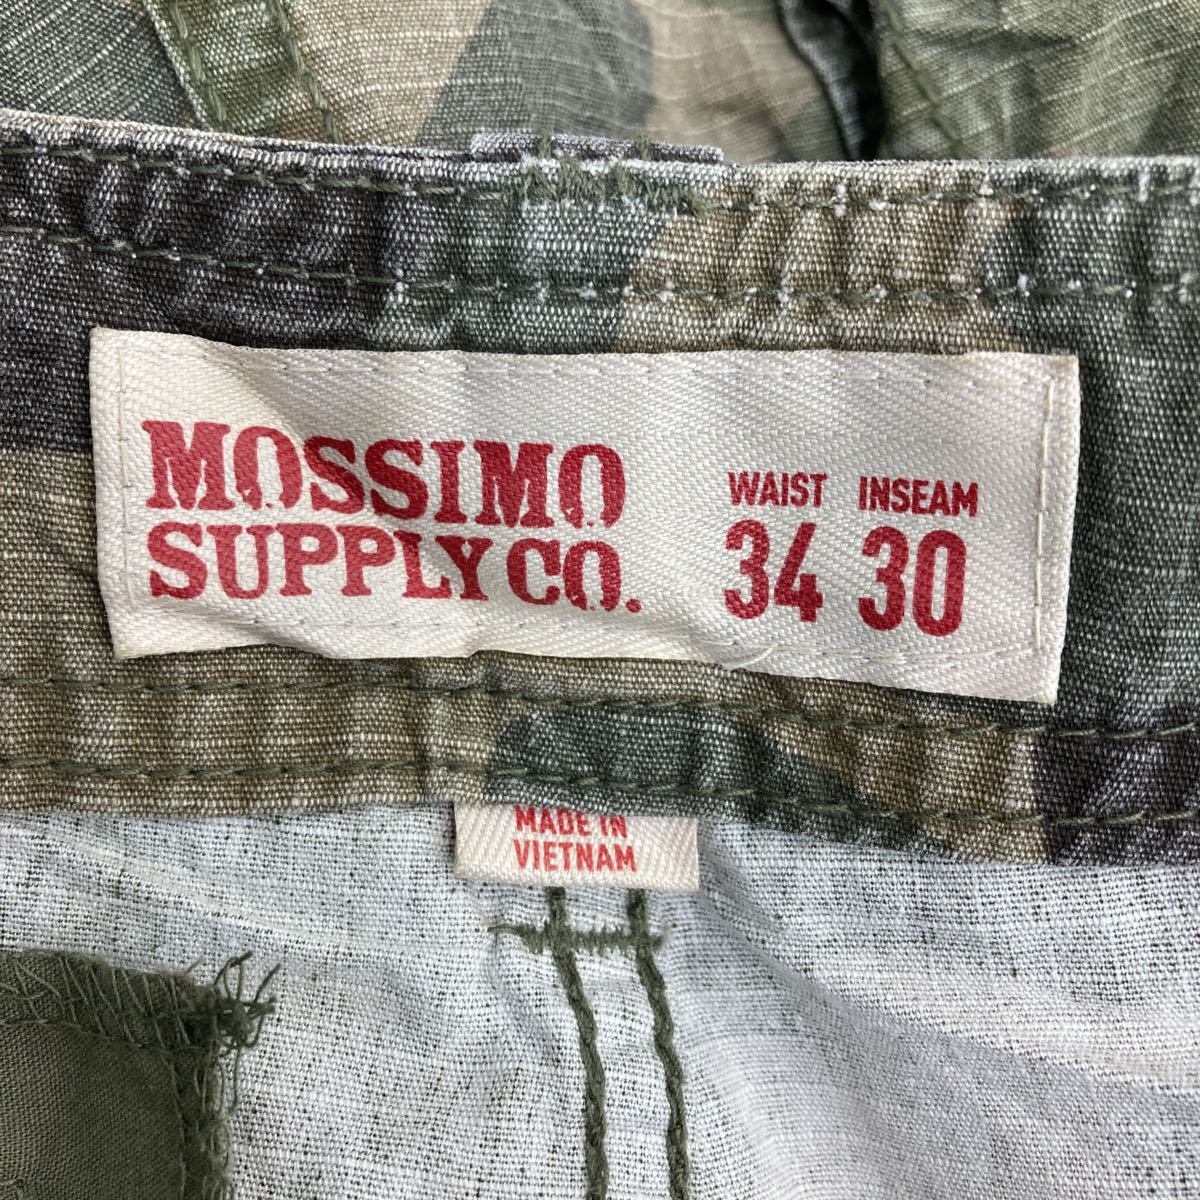 MOSSIMO
SUPPLY CO.
WAIST INSEAM
34 30
MADE IN
VIETNAM